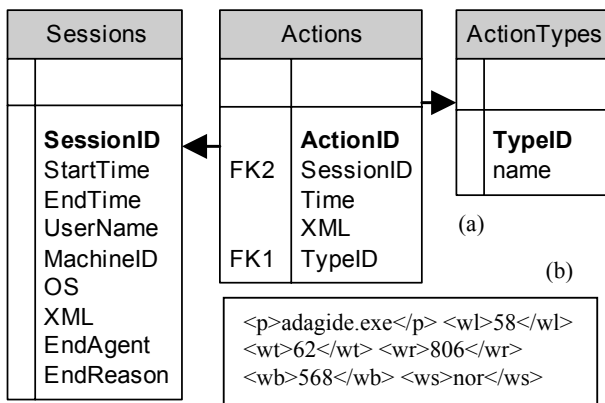 Sessions
SessionID
StartTime
EndTime
UserName
MachineID
OS
XML
EndAgent
EndReason
Actions
ActionID
FK2 SessionID
Time
XML
FK1 TypeID
ActionTypes
TypeID
name
(a)
(b)
<p>adagide.exe</p> <wl>58</wl>
<wt>62</wt> <wr>806</wr>
<wb>568</wb> <ws>nor</ws>